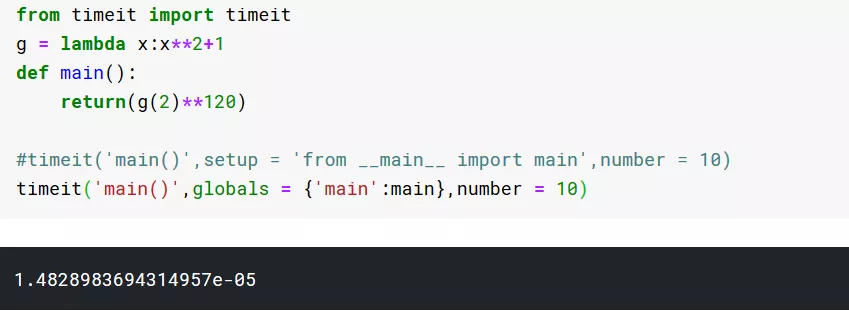 from timeit import timeit
g = lambda x:x**2+1
def main():
    return(g(2)**120)
#timeit('main()',setup = 'from __main__ import main',number = 10)
timeit('main()',globals = {'main':main},number = 10)
1.4828983694314957e-05